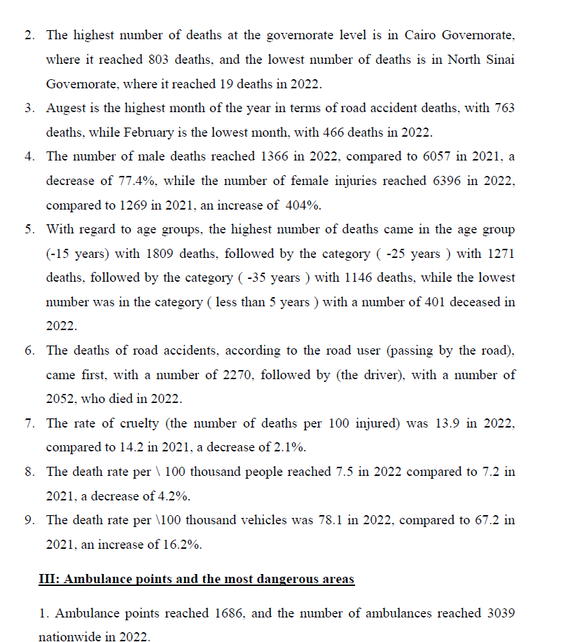 2. The highest number of deaths at the governorate level is in Cairo Governorate,
where it reached 803 deaths, and the lowest number of deaths is in North Sinai
Governorate, where it reached 19 deaths in 2022.
3. Augest is the highest month of the year in terms of road accident deaths, with 763
deaths, while February is the lowest month, with 466 deaths in 2022.
4. The number of male deaths reached 1366 in 2022, compared to 6057 in 2021, a
decrease of 77.4%, while the number of female injuries reached 6396 in 2022,
compared to 1269 in 2021, an increase of 404%.
5. With regard to age groups, the highest number of deaths came in the age group
(-15 years) with 1809 deaths, followed by the category ( -25 years ) with 1271
deaths, followed by the category ( -35 years ) with 1146 deaths, while the lowest
number was in the category ( less than 5 years ) with a number of 401 deceased in
2022.
6. The deaths of road accidents, according to the road user (passing by the road),
came first, with a number of 2270, followed by (the driver), with a number of
2052, who died in 2022.
7. The rate of cruelty (the number of deaths per 100 injured) was 13.9 in 2022,
compared to 14.2 in 2021, a decrease of 2.1%.
8. The death rate per \ 100 thousand people reached 7.5 in 2022 compared to 7.2 in
2021, a decrease of 4.2%.
9. The death rate per \100 thousand vehicles was 78.1 in 2022, compared to 67.2 in
2021, an increase of 16.2%.
III: Ambulance points and the most dangerous areas
1. Ambulance points reached 1686, and the number of ambulances reached 3039
nationwide in 2022.